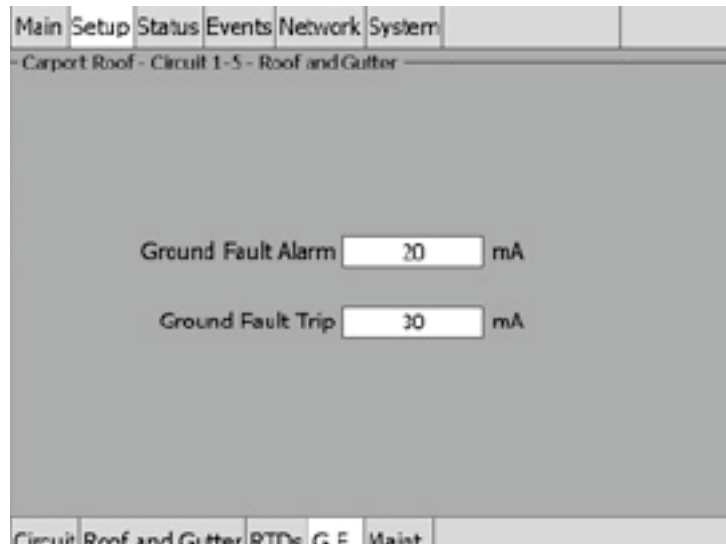 Main Setup Status Events Network System
Carport Roof - Circuit 1-5 - Roof and Gutter
Ground Fault Alarm 20 mA
Ground Fault Trip 30 mA
Circuit Roof and Gutter RTDs G.F. Maint.